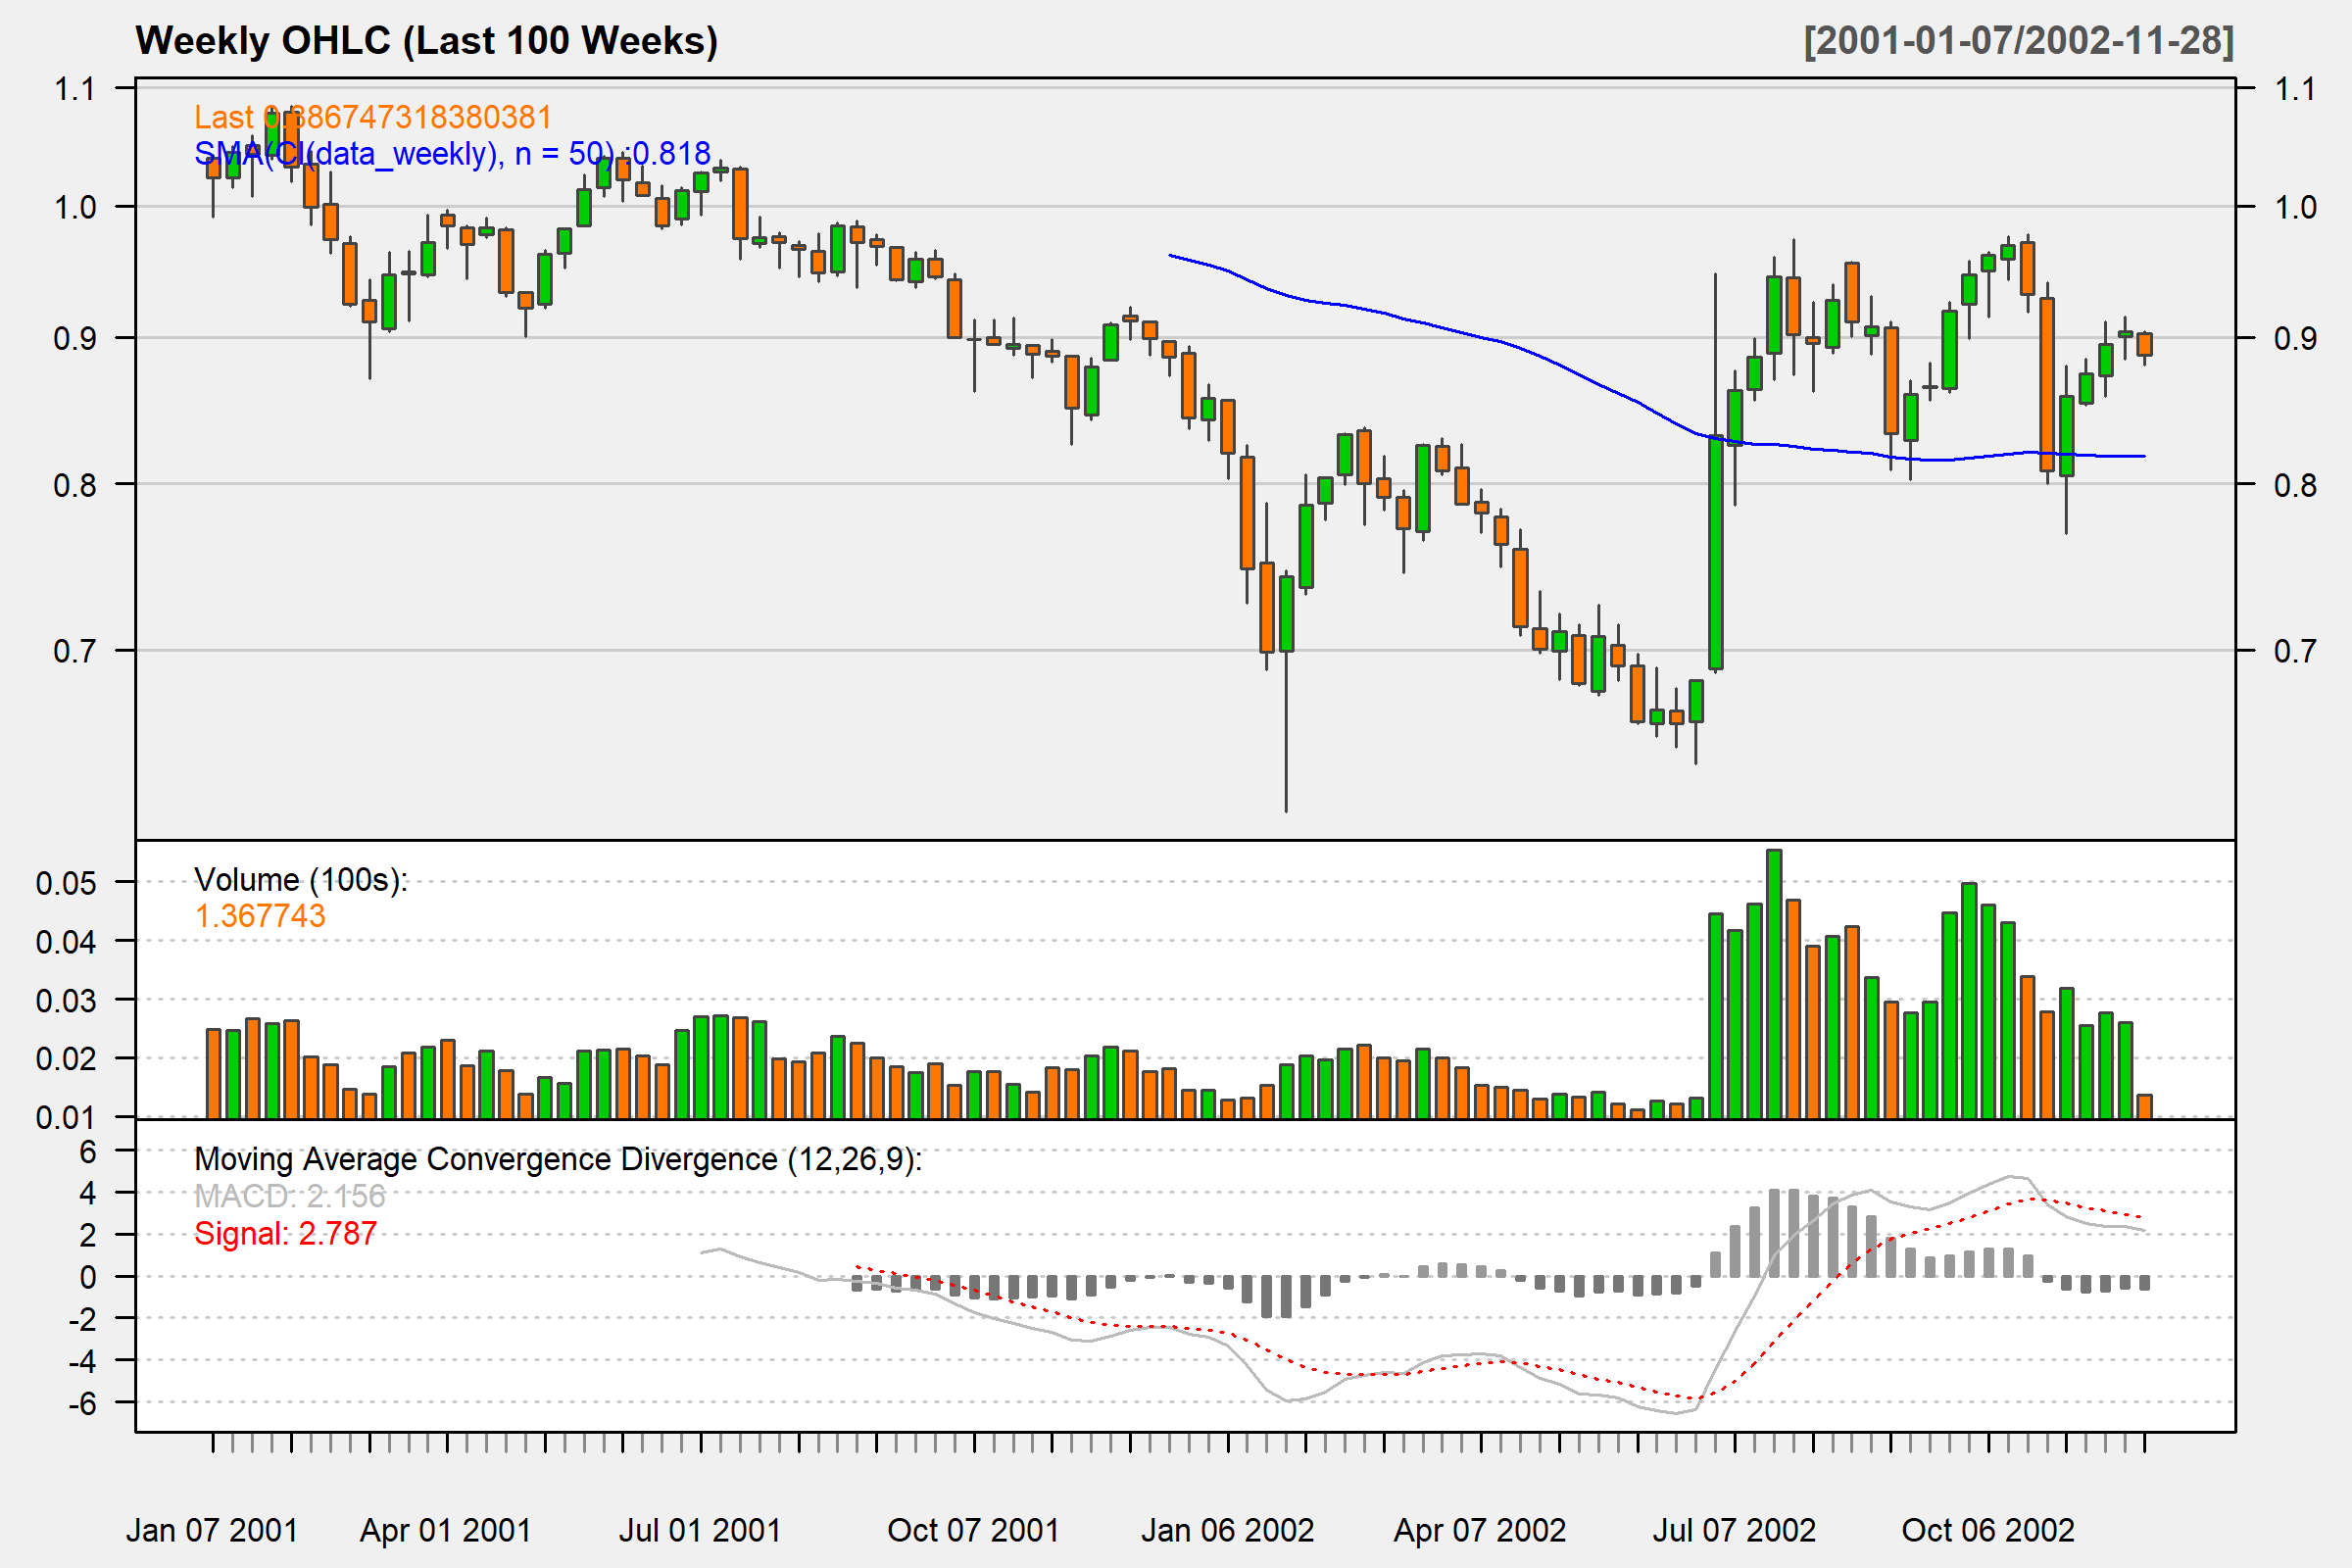 Weekly OHLC (Last 100 Weeks) [2001-01-07/2002-11-28]
Last 0.886747318380381
SMA(Cl(data_weekly), n = 50) :0.818
1.1 1.1
1.0 1.0
0.9 0.9
0.8 0.8
0.7 0.7
Volume (100s):
1.367743
0.05
0.04
0.03
0.02
0.01
Moving Average Convergence Divergence (12,26,9):
MACD: 2.156
Signal: 2.787
6
4
2
0
-2
-4
-6
Jan 07 2001 Apr 01 2001 Jul 01 2001 Oct 07 2001 Jan 06 2002 Apr 07 2002 Jul 07 2002 Oct 06 2002